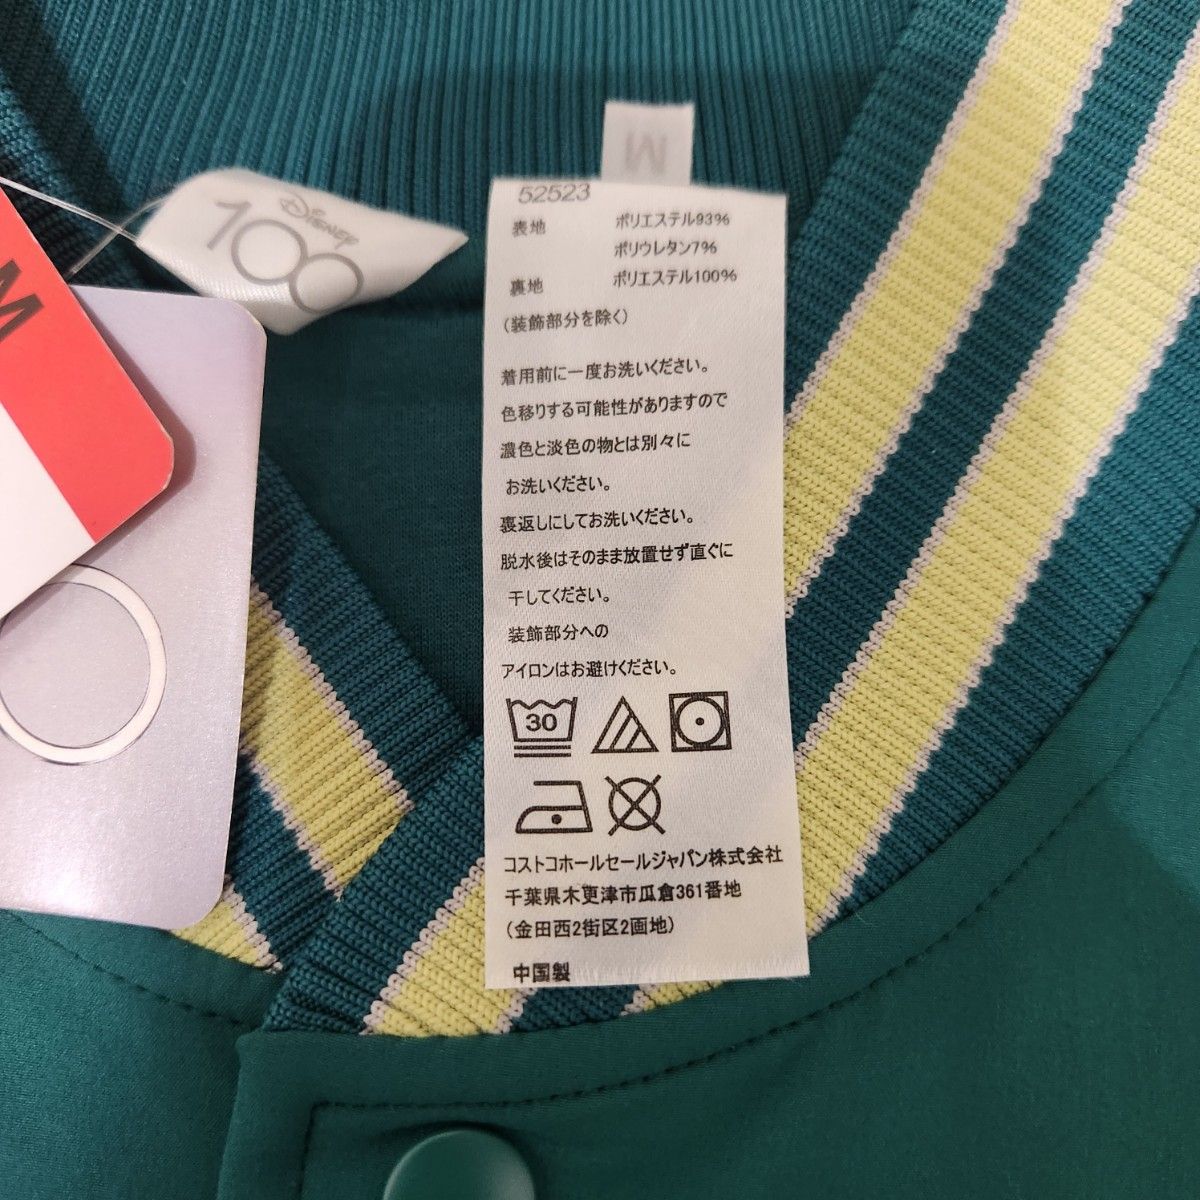 M
DISNEY
100
M
52523
表地 ポリエステル93%
ポリウレタン7%
裏地 ポリエステル100%
(装飾部分を除く)
着用前に一度お洗いください。
色移りする可能性がありますので
濃色と淡色の物とは別々に
お洗いください。
裏返しにしてお洗いください。
脱水後はそのまま放置せず直ぐに
干してください。
装飾部分への
アイロンはお避けください。
30
コストコホールセールジャパン株式会社
千葉県木更津市瓜倉361番地
(金田西2街区2画地)
中国製